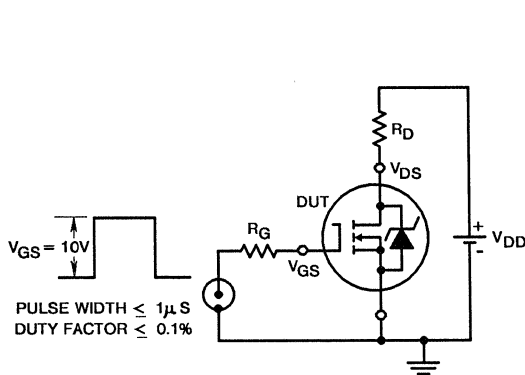 R_D
V_DS
DUT
R_G
V_GS = 10V
V_GS
+
V_DD
-
PULSE WIDTH ≤ 1μS
DUTY FACTOR ≤ 0.1%